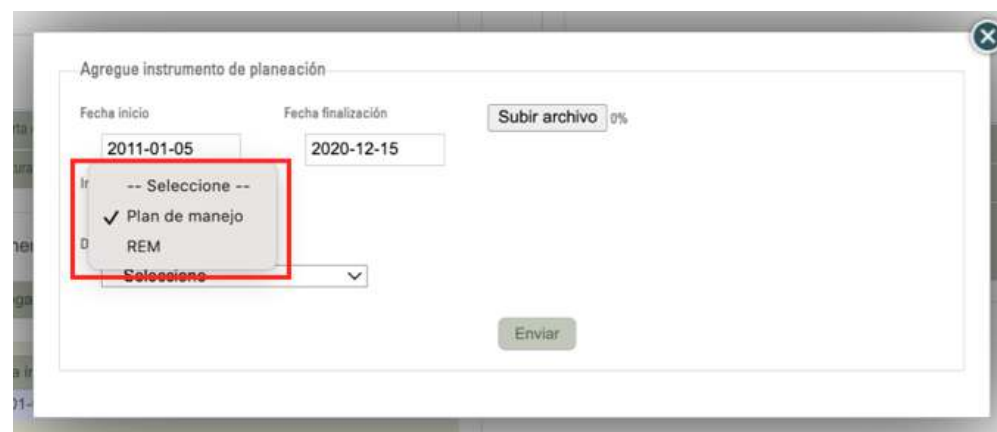 Agregue instrumento de planeación
Fecha inicio
Fecha finalización
Subir archivo 0%
2011-01-05
2020-12-15
-- Seleccione --
✓ Plan de manejo
REM
Seleccione
Enviar